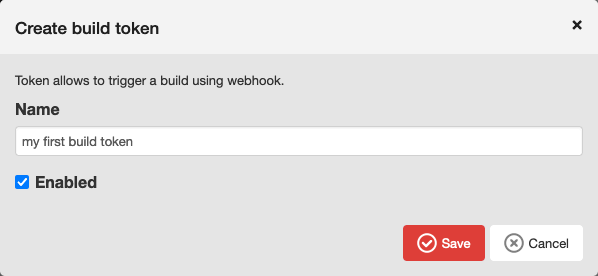 Create build token
×
Token allows to trigger a build using webhook.
Name
my first build token
Enabled
Save
Cancel